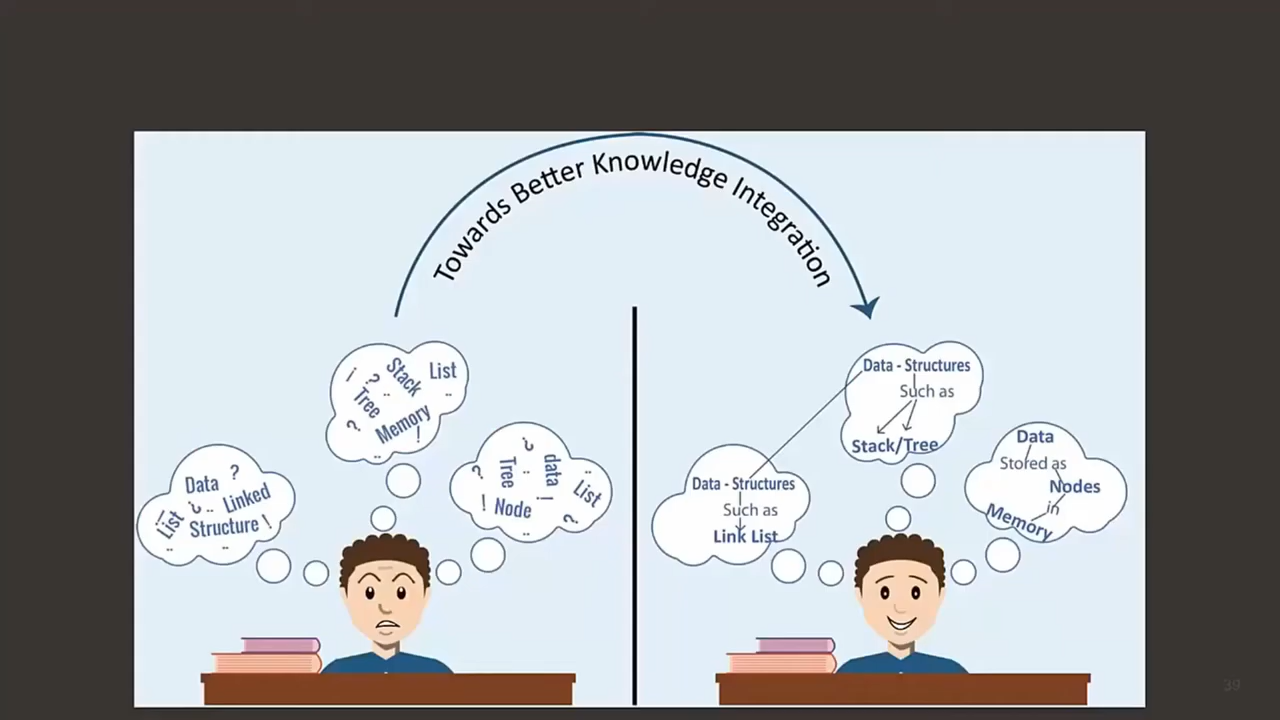 Towards Better Knowledge Integration
Data ?
List ? .. Linked
Structure !
..
..
! ? Stack List
..
Tree
? Memory
!
..
? data
? Tree .. List
! Node !
?
..
Data - Structures
Such as
Link List
Data - Structures
Such as
Stack/Tree
Data
Stored as
Nodes
in
Memory
39